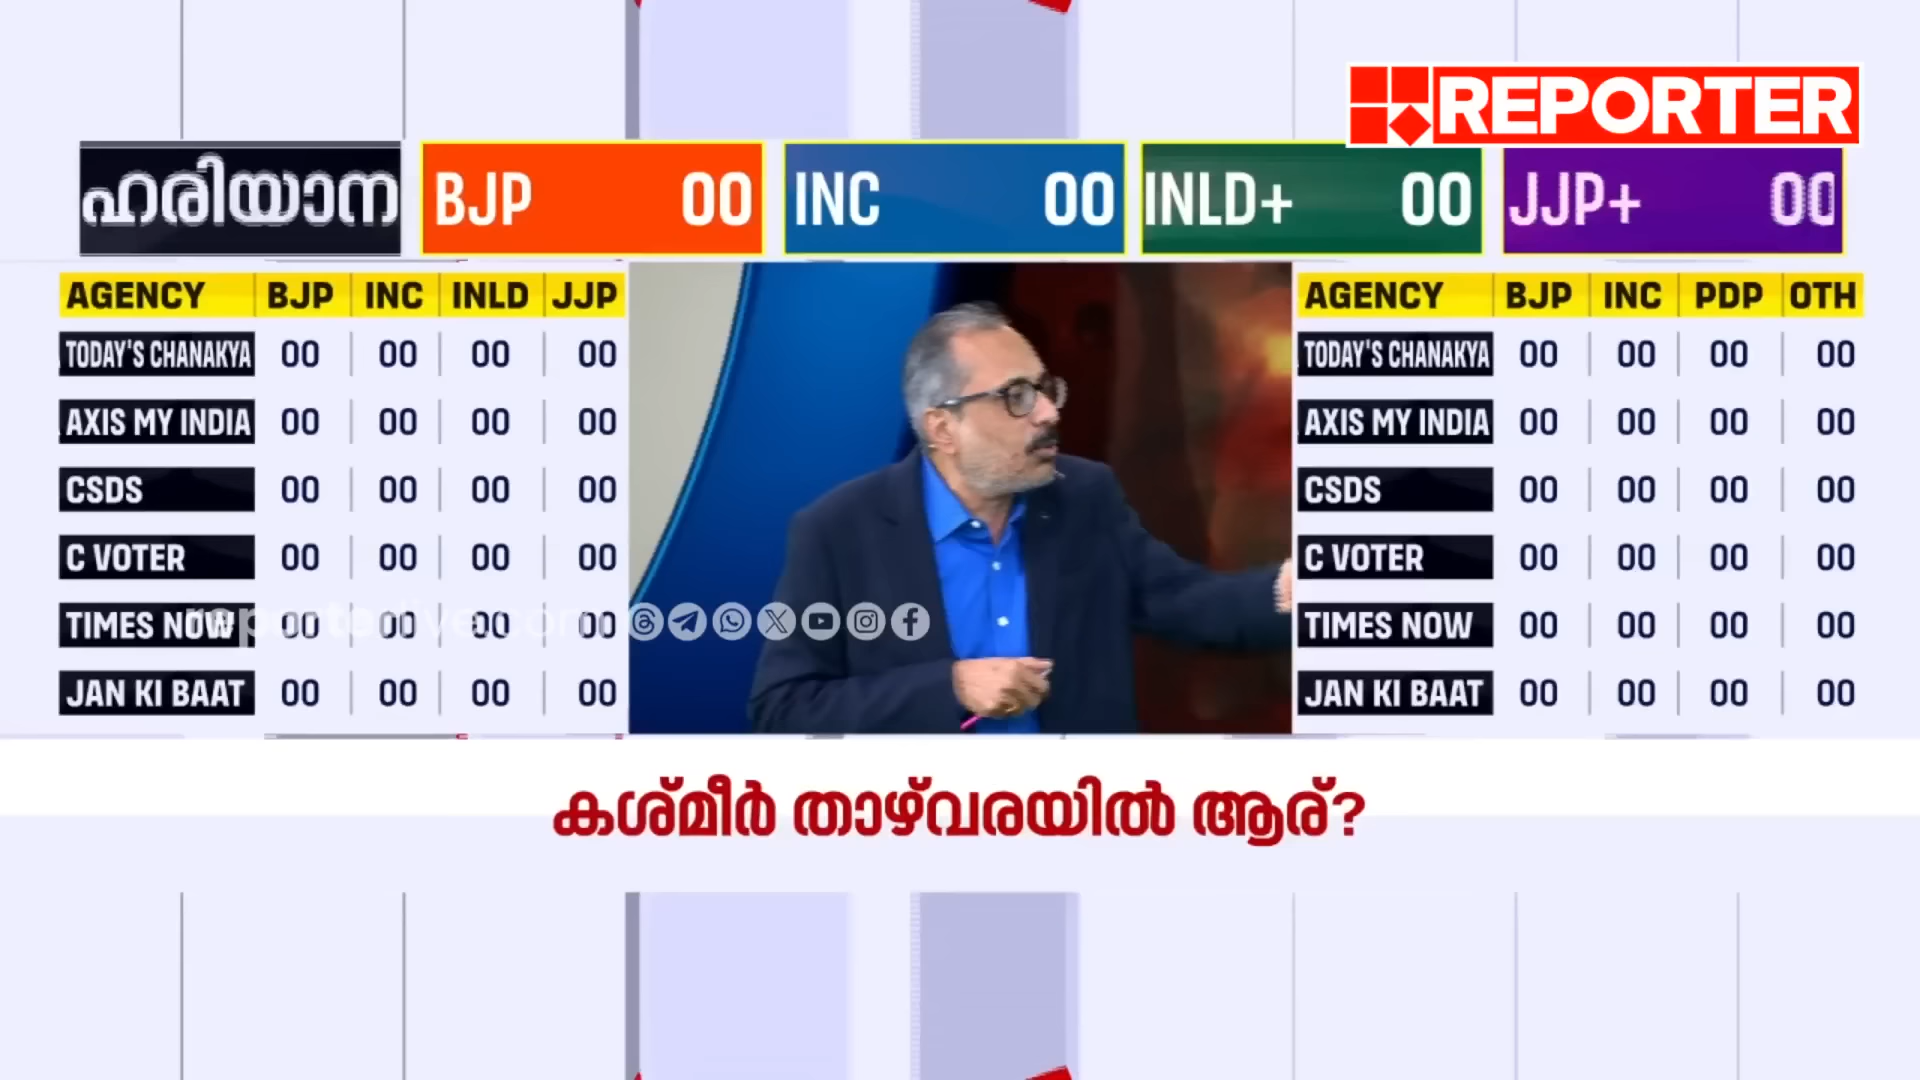 REPORTER
ഹരിയാന BJP 00 INC 00 INLD+ 00 JJP+ 00
AGENCY BJP INC INLD JJP
TODAY'S CHANAKYA 00 00 00 00
AXIS MY INDIA 00 00 00 00
CSDS 00 00 00 00
C VOTER 00 00 00 00
TIMES NOW 00 00 00 00
JAN KI BAAT 00 00 00 00
reporterlive.com
AGENCY BJP INC PDP OTH
TODAY'S CHANAKYA 00 00 00 00
AXIS MY INDIA 00 00 00 00
CSDS 00 00 00 00
C VOTER 00 00 00 00
TIMES NOW 00 00 00 00
JAN KI BAAT 00 00 00 00
കശ്മീർ താഴ്‌വരയിൽ ആര്?